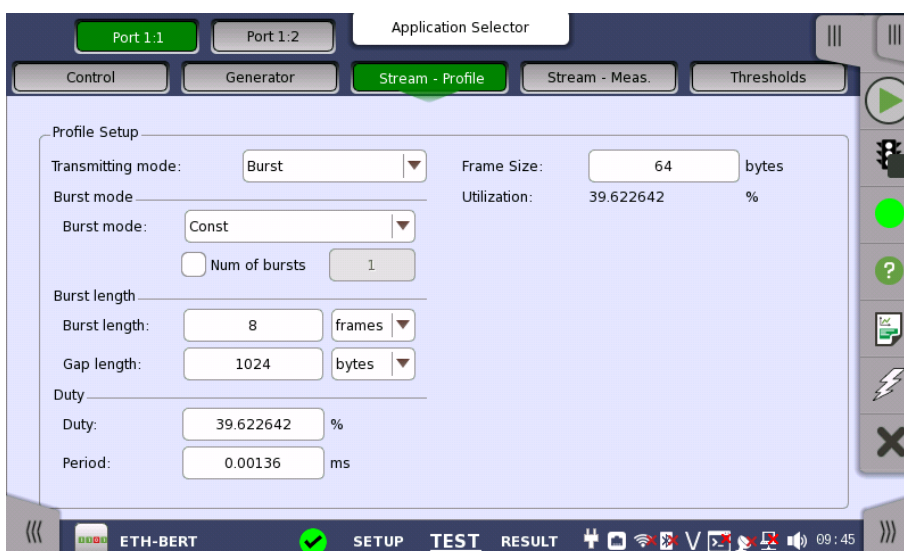 Port 1:1 Port 1:2 Application Selector
Control Generator Stream - Profile Stream - Meas. Thresholds
Profile Setup
Transmitting mode: Burst Frame Size: 64 bytes
Burst mode Utilization: 39.622642 %
Burst mode: Const
Num of bursts 1
Burst length
Burst length: 8 frames
Gap length: 1024 bytes
Duty
Duty: 39.622642 %
Period: 0.00136 ms
ETH-BERT SETUP TEST RESULT 09:45